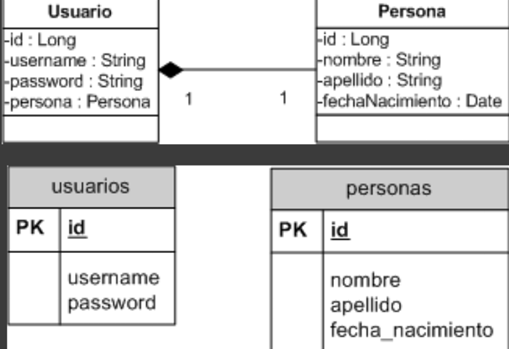 Usuario
-id : Long
-username : String
-password : String
-persona : Persona
1
1
Persona
-id : Long
-nombre : String
-apellido : String
-fechaNacimiento : Date
usuarios
PK id
username
password
personas
PK id
nombre
apellido
fecha_nacimiento